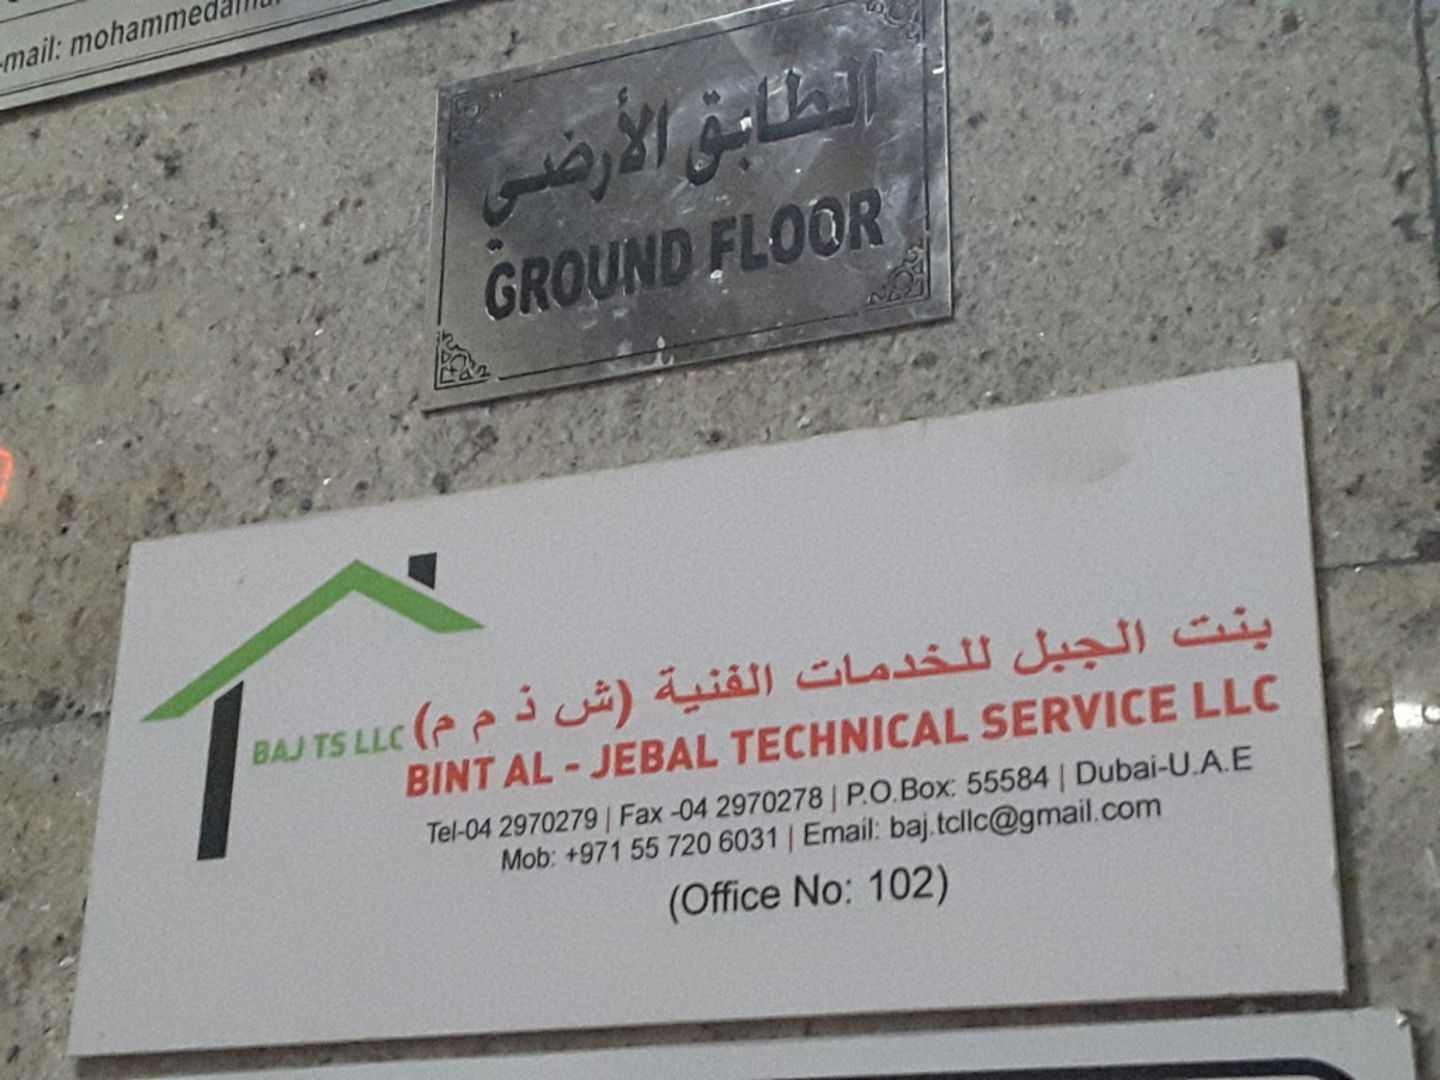 -mail: mohammed
الطابق الأرضي
GROUND FLOOR
بنت الجبل للخدمات الفنية (ش ذ م م)
BAJ TS LLC
BINT AL - JEBAL TECHNICAL SERVICE LLC
Tel-04 2970279 | Fax -04 2970278 | P.O.Box: 55584 | Dubai-U.A.E
Mob: +971 55 720 6031 | Email: baj.tcllc@gmail.com
(Office No: 102)